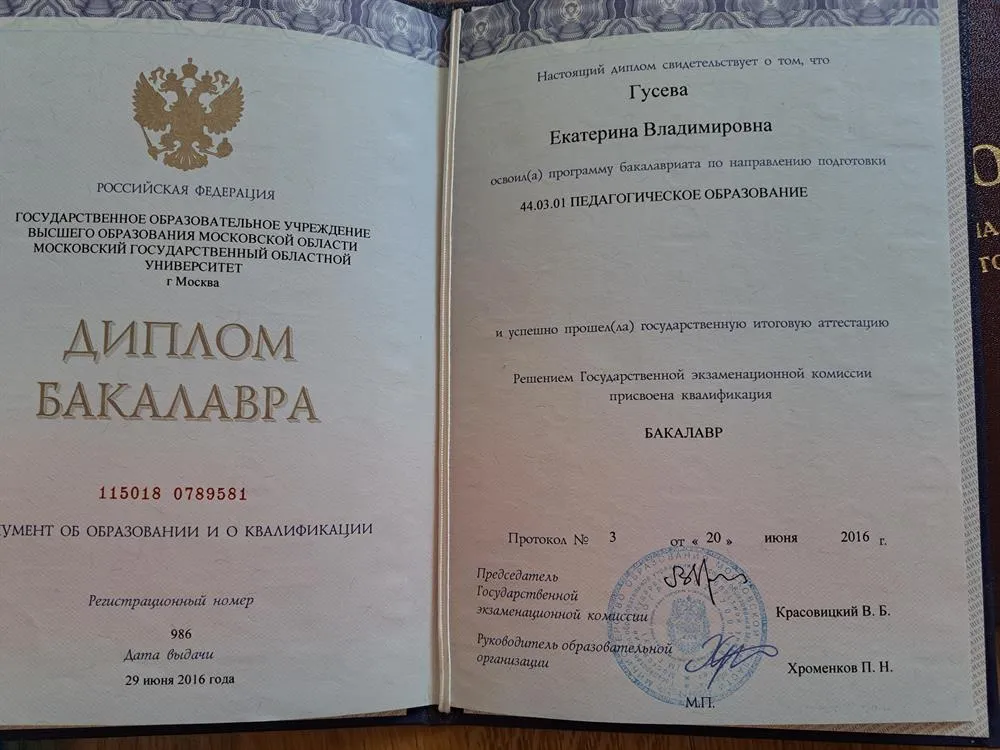 РОССИЙСКАЯ ФЕДЕРАЦИЯ
ГОСУДАРСТВЕННОЕ ОБРАЗОВАТЕЛЬНОЕ УЧРЕЖДЕНИЕ
ВЫСШЕГО ОБРАЗОВАНИЯ МОСКОВСКОЙ ОБЛАСТИ
МОСКОВСКИЙ ГОСУДАРСТВЕННЫЙ ОБЛАСТНОЙ
УНИВЕРСИТЕТ
г Москва
ДИПЛОМ
БАКАЛАВРА
115018 0789581
УМЕНТ ОБ ОБРАЗОВАНИИ И О КВАЛИФИКАЦИИ
Регистрационный номер
986
Дата выдачи
29 июня 2016 года
Настоящий диплом свидетельствует о том, что
Гусева
Екатерина Владимировна
освоил(а) программу бакалавриата по направлению подготовки
44.03.01 ПЕДАГОГИЧЕСКОЕ ОБРАЗОВАНИЕ
и успешно прошел(ла) государственную итоговую аттестацию
Решением Государственной экзаменационной комиссии
присвоена квалификация
БАКАЛАВР
Протокол № 3 от « 20 » июня 2016 г.
Председатель
Государственной
экзаменационной комиссии Красовицкий В. Б.
Руководитель образовательной
организации Хроменков П. Н.
М.П.